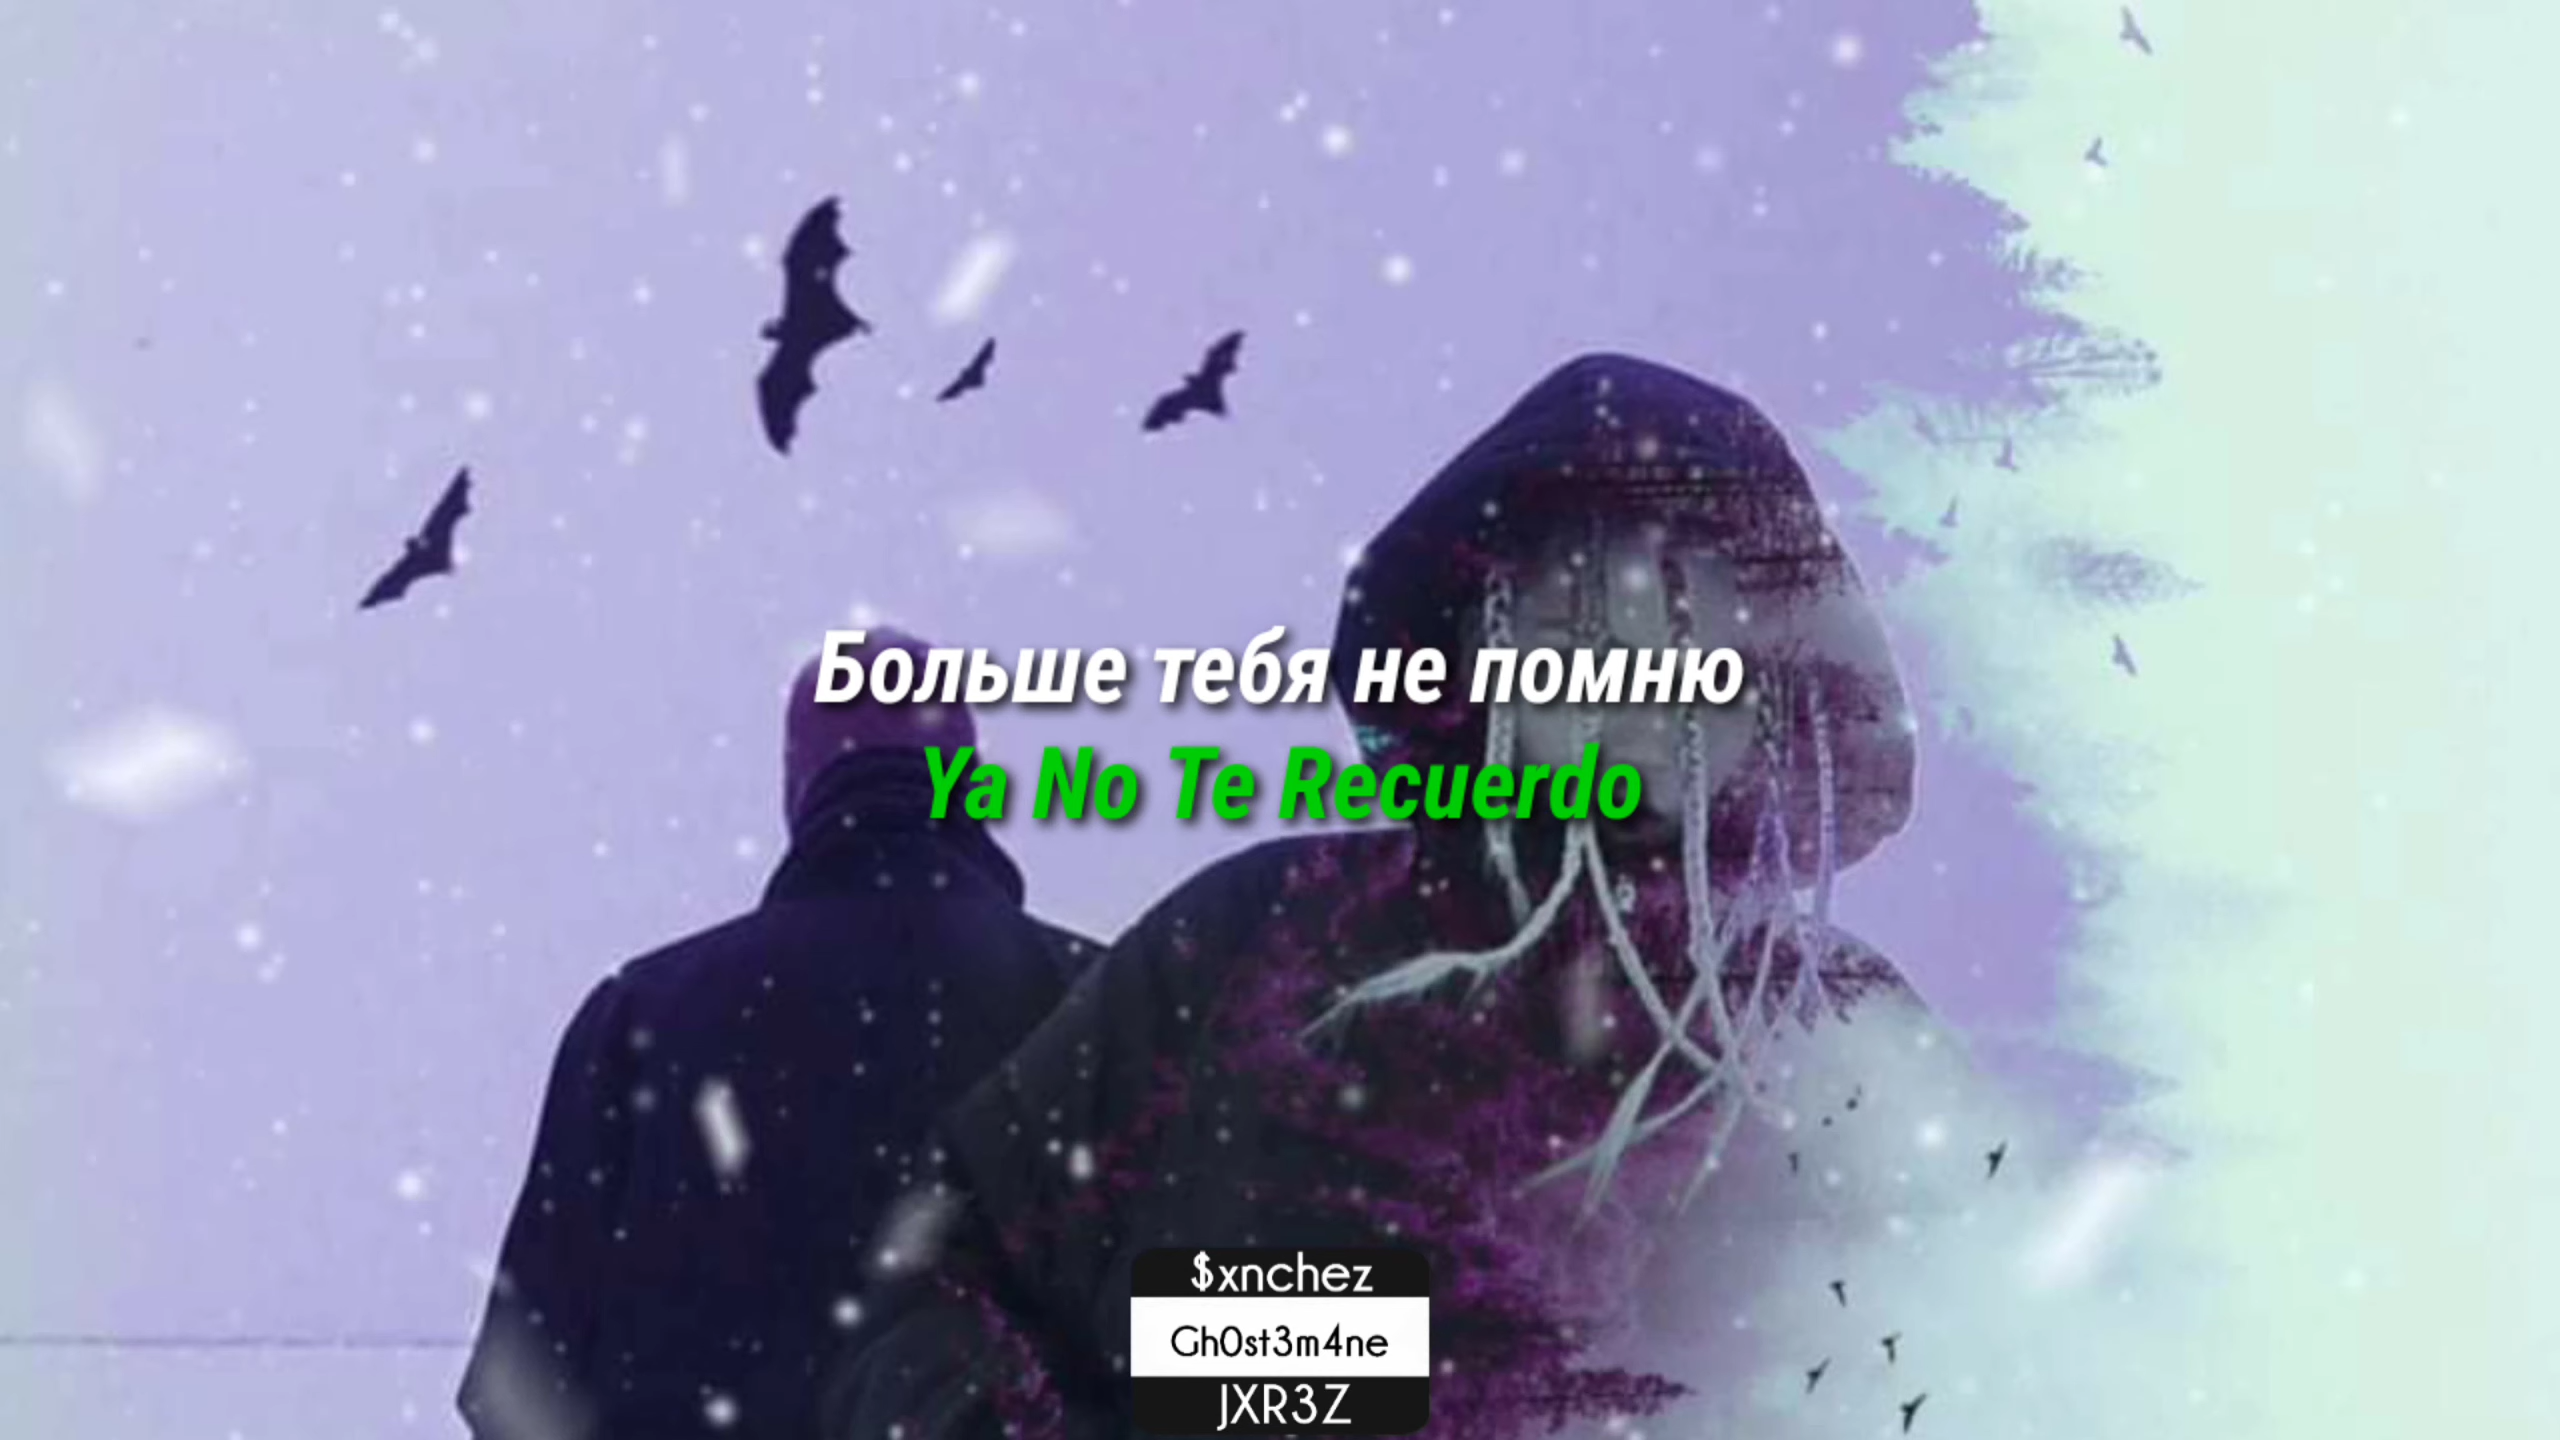 Больше тебя не помню
Ya No Te Recuerdo
$xnchez
Gh0st3m4ne
JXR3Z